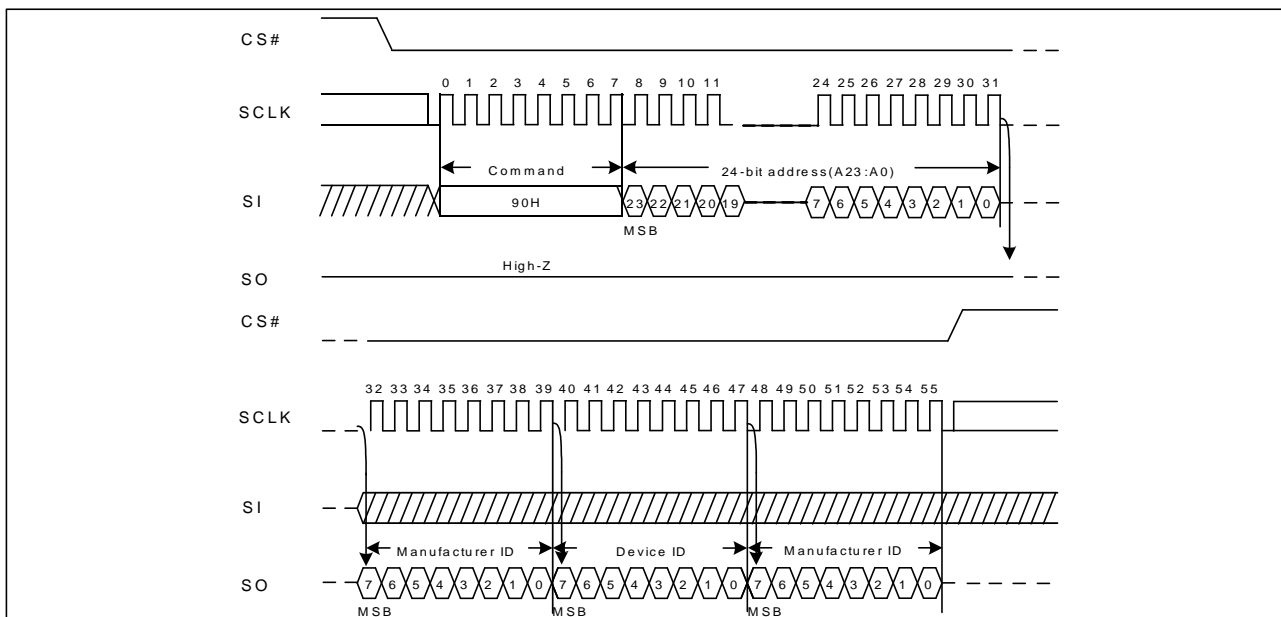 CS#
0 1 2 3 4 5 6 7 8 9 10 11 24 25 26 27 28 29 30 31
SCLK
Command 24-bit address(A23:A0)
SI 90H 23 22 21 20 19 7 6 5 4 3 2 1 0
MSB
High-Z
SO
CS#
32 33 34 35 36 37 38 39 40 41 42 43 44 45 46 47 48 49 50 51 52 53 54 55
SCLK
SI
Manufacturer ID Device ID Manufacturer ID
SO 7 6 5 4 3 2 1 0 7 6 5 4 3 2 1 0 7 6 5 4 3 2 1 0
MSB MSB MSB